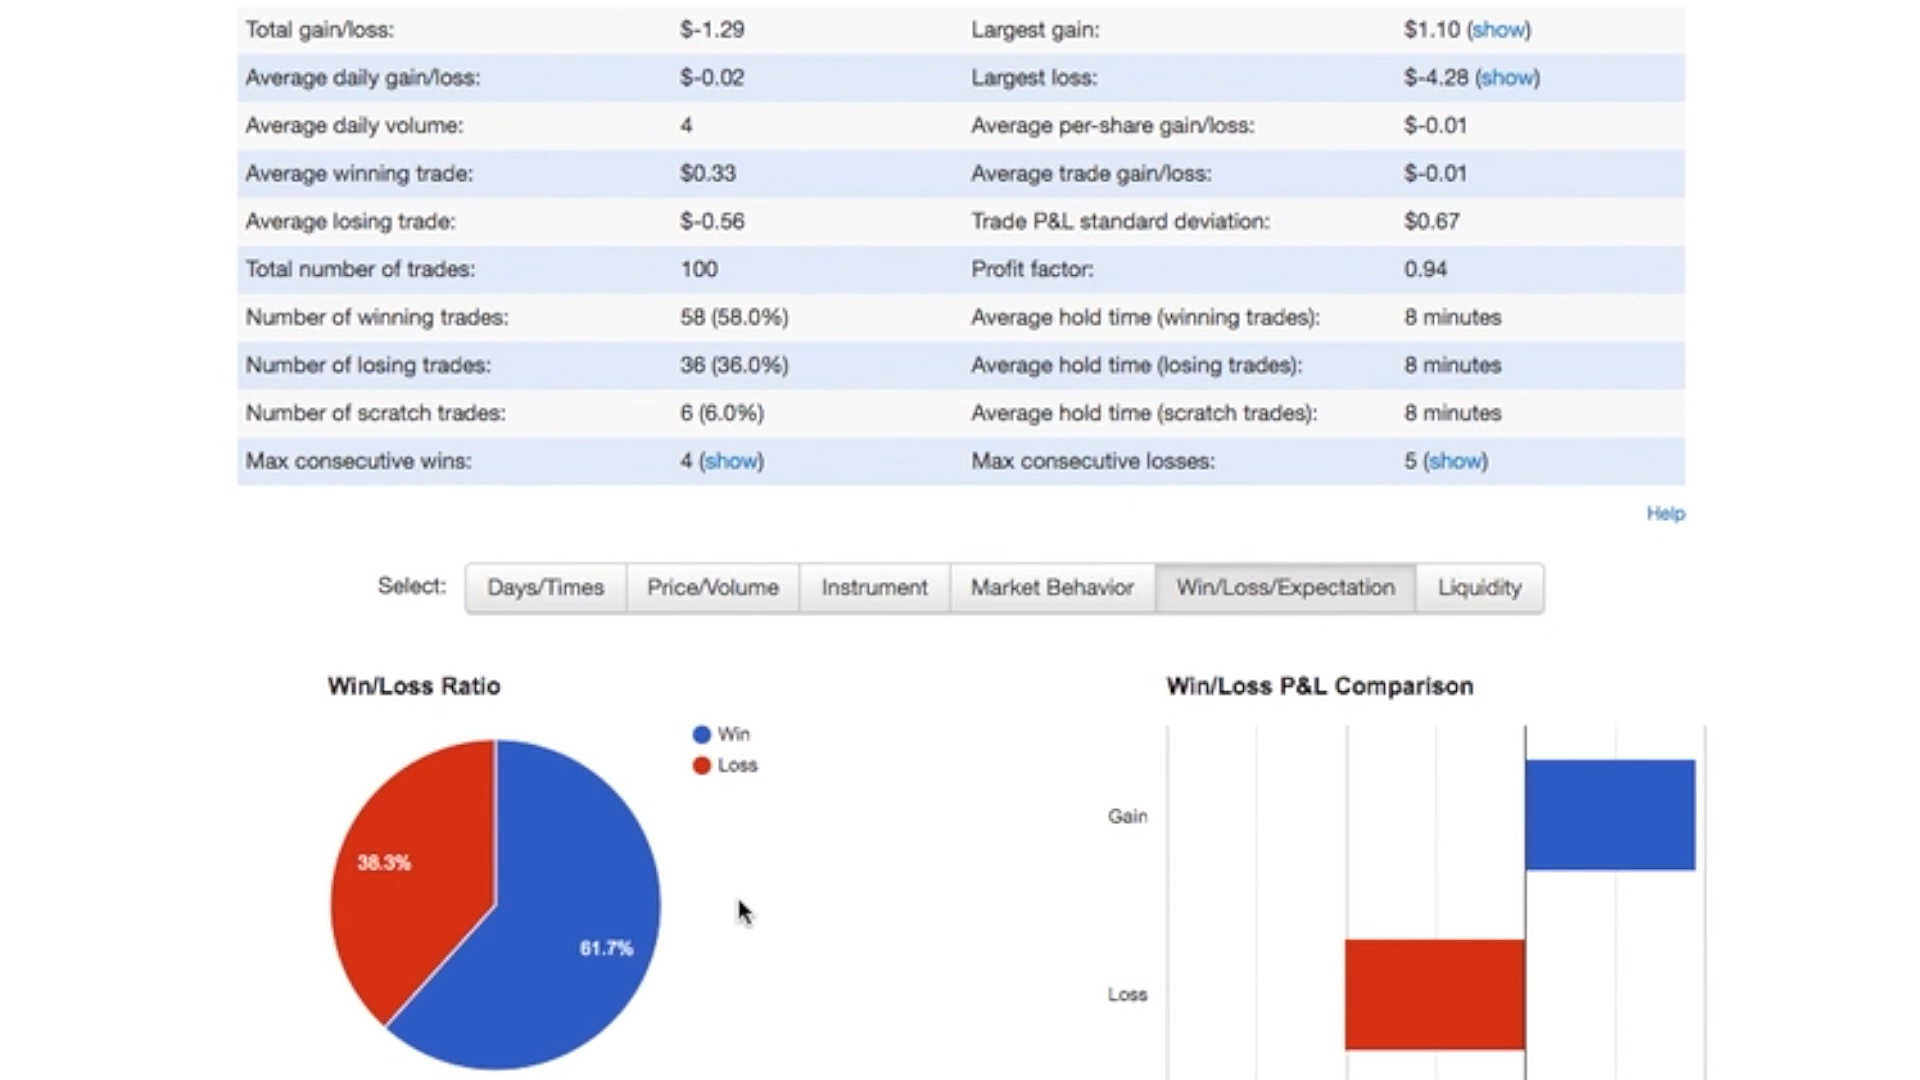 Total gain/loss: $-1.29 Largest gain: $1.10 (show)
Average daily gain/loss: $-0.02 Largest loss: $-4.28 (show)
Average daily volume: 4 Average per-share gain/loss: $-0.01
Average winning trade: $0.33 Average trade gain/loss: $-0.01
Average losing trade: $-0.56 Trade P&L standard deviation: $0.67
Total number of trades: 100 Profit factor: 0.94
Number of winning trades: 58 (58.0%) Average hold time (winning trades): 8 minutes
Number of losing trades: 36 (36.0%) Average hold time (losing trades): 8 minutes
Number of scratch trades: 6 (6.0%) Average hold time (scratch trades): 8 minutes
Max consecutive wins: 4 (show) Max consecutive losses: 5 (show)
Help
Select: Days/Times Price/Volume Instrument Market Behavior Win/Loss/Expectation Liquidity
Win/Loss Ratio
Win
Loss
38.3%
61.7%
Win/Loss P&L Comparison
Gain
Loss